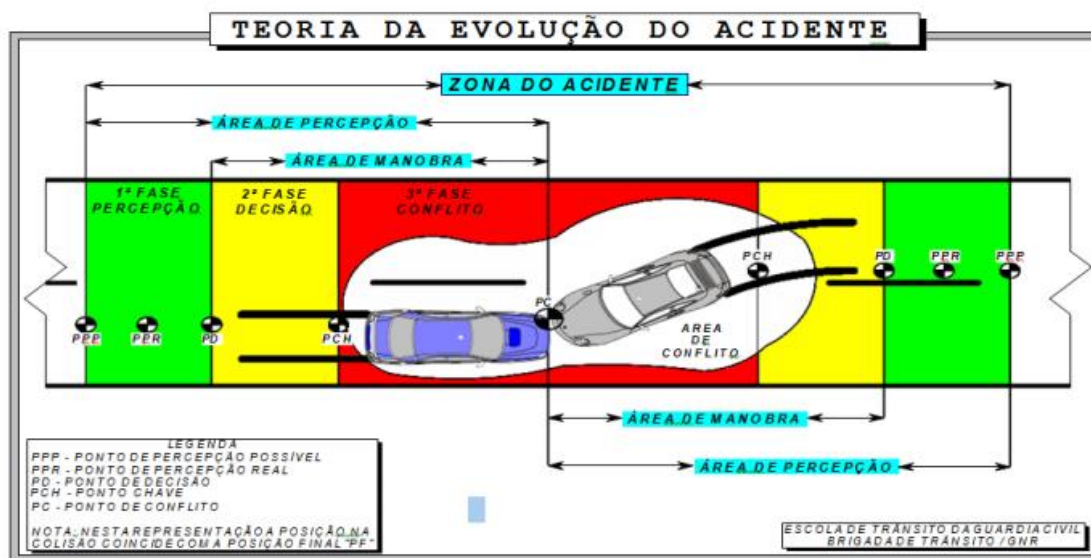 TEORIA DA EVOLUÇÃO DO ACIDENTE
ZONA DO ACIDENTE
ÁREA DE PERCEPÇÃO
ÁREA DE MANOBRA
1ª FASE
PERCEPÇÃO
2ª FASE
DECISÃO
3ª FASE
CONFLITO
PCH
PD
PPR
PPP
PC
PPP
PPR
PD
PCH
AREA
DE
CONFLITO
ÁREA DE MANOBRA
ÁREA DE PERCEPÇÃO
LEGENDA
PPP - PONTO DE PERCEPÇÃO POSSÍVEL
PPR - PONTO DE PERCEPÇÃO REAL
PD - PONTO DE DECISÃO
PCH - PONTO CHAVE
PC - PONTO DE CONFLITO
NOTA: NESTA REPRESENTAÇÃO A POSIÇÃO NA
COLISÃO COINCIDE COM A POSIÇÃO FINAL "PF"
ESCOLA DE TRÂNSITO DA GUARDIA CIVIL
BRIGADA DE TRÂNSITO / GNR